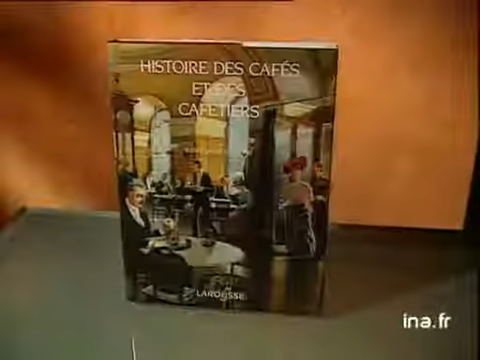 HISTOIRE DES CAFÉS
ET DES
CAFETIERS
LAROUSSE
ina.fr